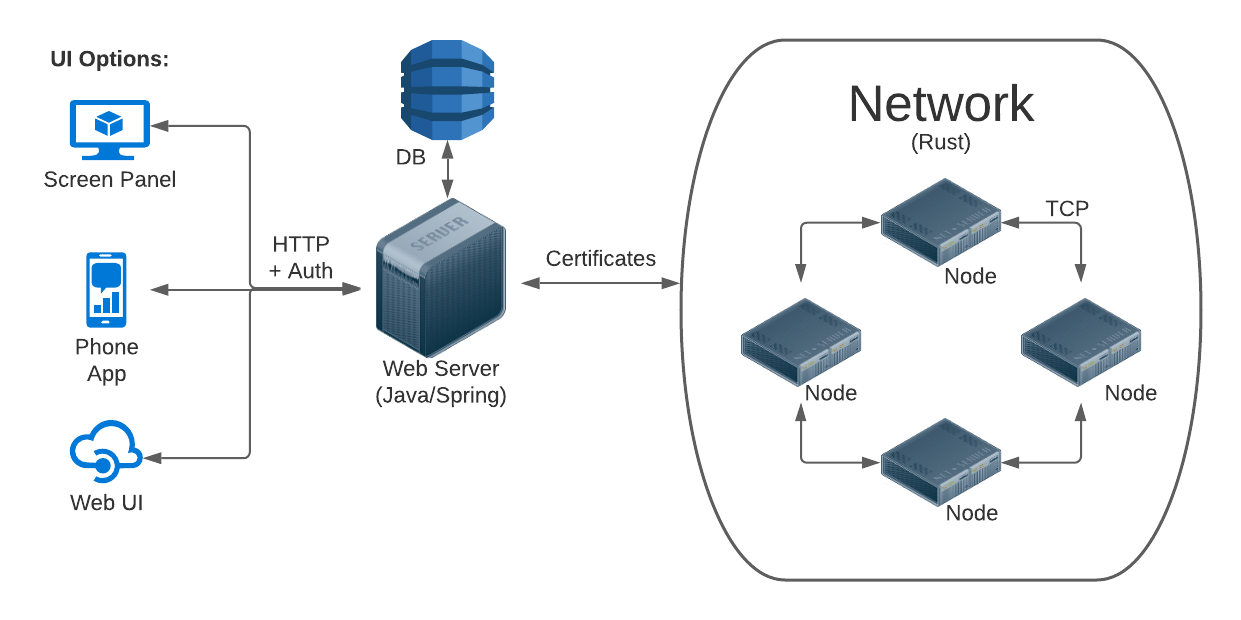 UI Options:
Screen Panel
Phone
App
Web UI
HTTP
+ Auth
DB
SERVER
Web Server
(Java/Spring)
Certificates
Network
(Rust)
TCP
Node
Node
Node
Node